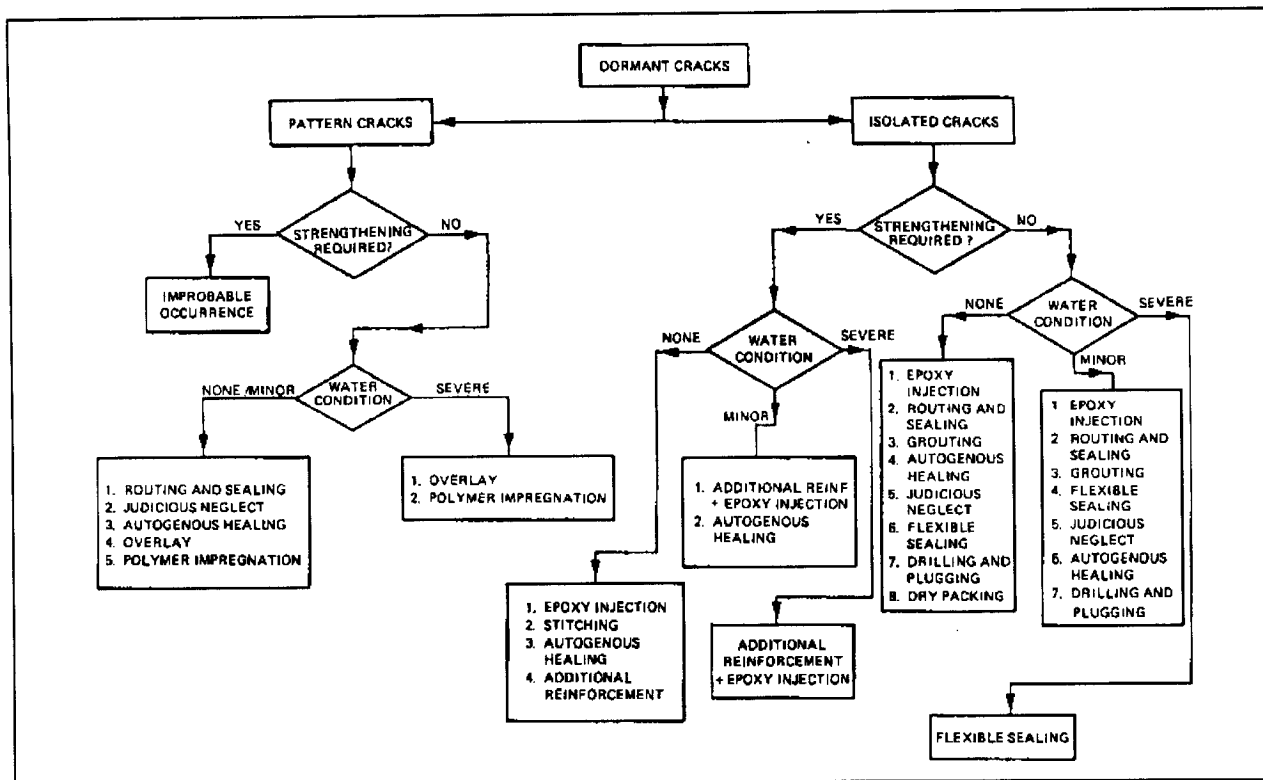 DORMANT CRACKS
PATTERN CRACKS
ISOLATED CRACKS
YES
STRENGTHENING
REQUIRED?
NO
IMPROBABLE
OCCURRENCE
NONE/MINOR
WATER
CONDITION
SEVERE
1. ROUTING AND SEALING
2. JUDICIOUS NEGLECT
3. AUTOGENOUS HEALING
4. OVERLAY
5. POLYMER IMPREGNATION
1. OVERLAY
2. POLYMER IMPREGNATION
YES
STRENGTHENING
REQUIRED?
NO
NONE
WATER
CONDITION
SEVERE
MINOR
1. EPOXY INJECTION
2. STITCHING
3. AUTOGENOUS
HEALING
4. ADDITIONAL
REINFORCEMENT
1. ADDITIONAL REINF
+ EPOXY INJECTION
2. AUTOGENOUS
HEALING
ADDITIONAL
REINFORCEMENT
+ EPOXY INJECTION
NONE
WATER
CONDITION
SEVERE
MINOR
1. EPOXY
INJECTION
2. ROUTING AND
SEALING
3. GROUTING
4. AUTOGENOUS
HEALING
5. JUDICIOUS
NEGLECT
6. FLEXIBLE
SEALING
7. DRILLING AND
PLUGGING
8. DRY PACKING
1. EPOXY
INJECTION
2 ROUTING AND
SEALING
3. GROUTING
4. FLEXIBLE
SEALING
5. JUDICIOUS
NEGLECT
6. AUTOGENOUS
HEALING
7. DRILLING AND
PLUGGING
FLEXIBLE SEALING